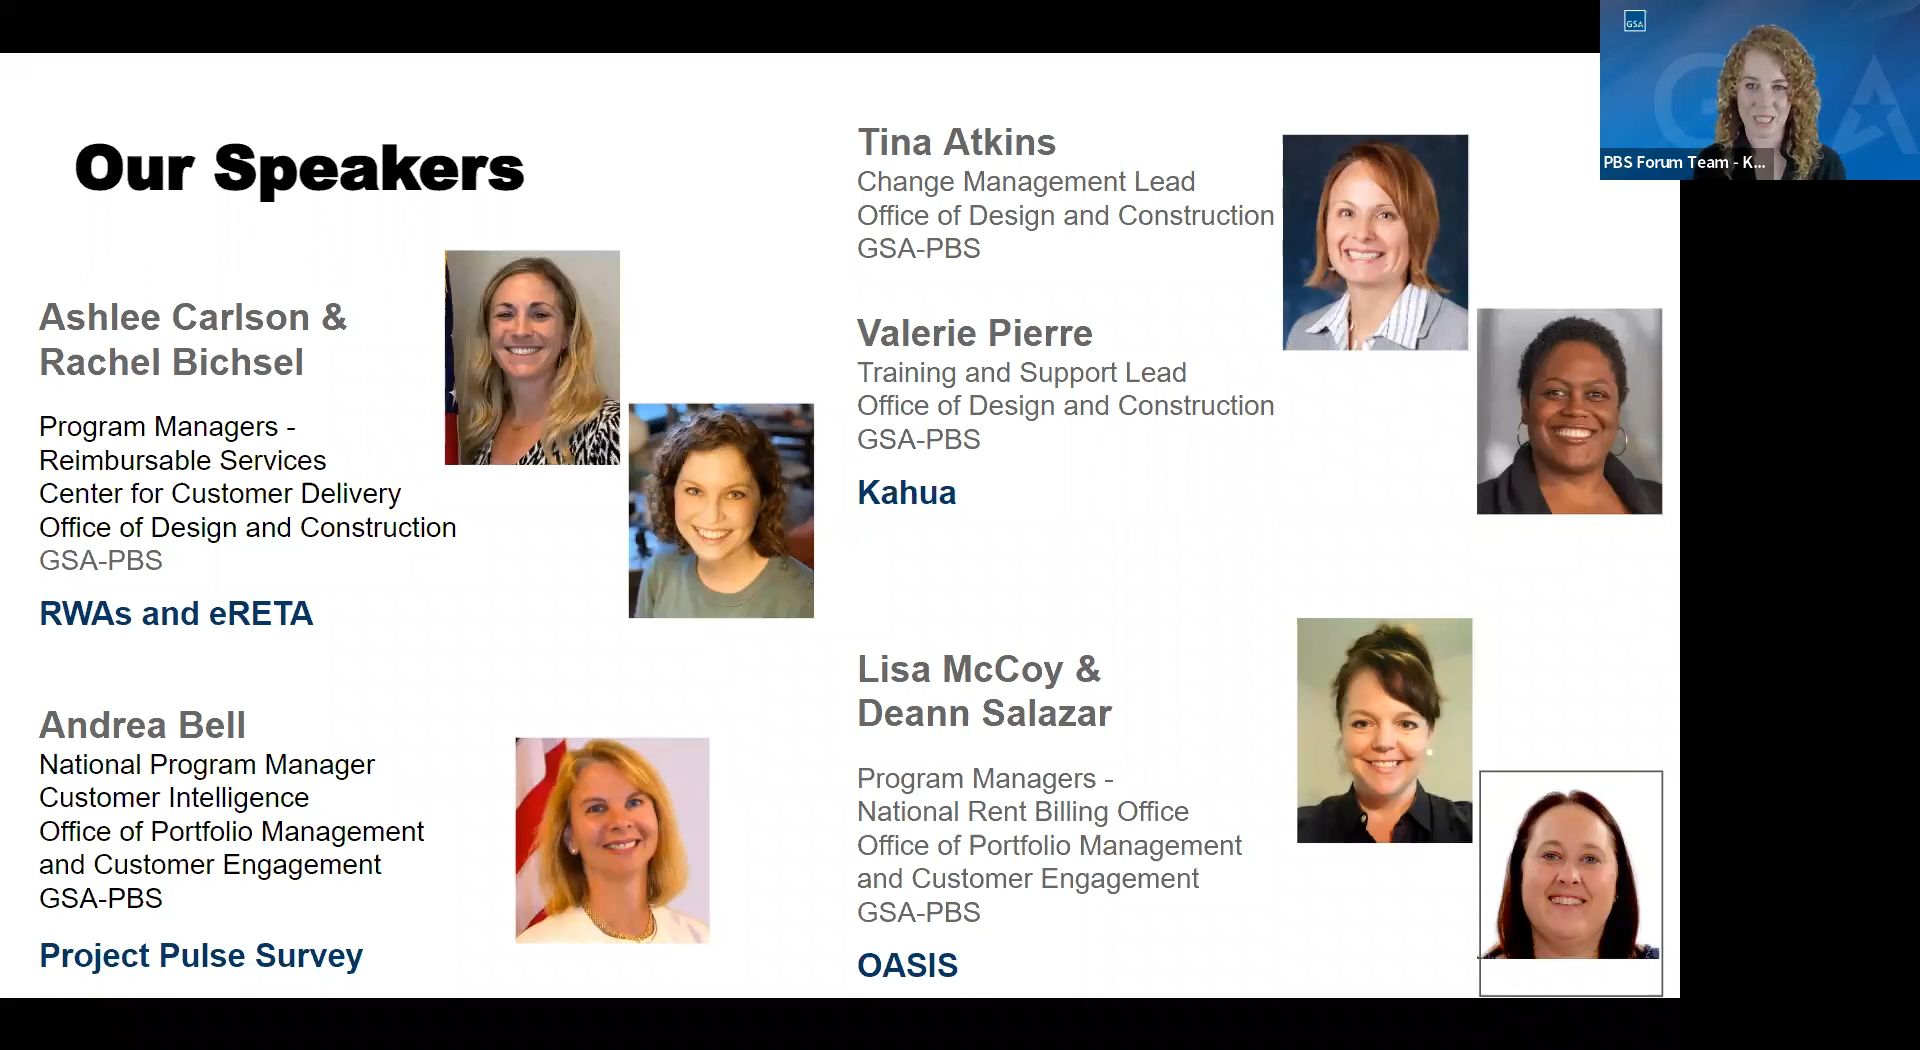 Our Speakers
Ashlee Carlson &
Rachel Bichsel
Program Managers -
Reimbursable Services
Center for Customer Delivery
Office of Design and Construction
GSA-PBS
RWAs and eRETA
Andrea Bell
National Program Manager
Customer Intelligence
Office of Portfolio Management
and Customer Engagement
GSA-PBS
Project Pulse Survey
Tina Atkins
Change Management Lead
Office of Design and Construction
GSA-PBS
Valerie Pierre
Training and Support Lead
Office of Design and Construction
GSA-PBS
Kahua
Lisa McCoy &
Deann Salazar
Program Managers -
National Rent Billing Office
Office of Portfolio Management
and Customer Engagement
GSA-PBS
OASIS
GSA
PBS Forum Team - K...